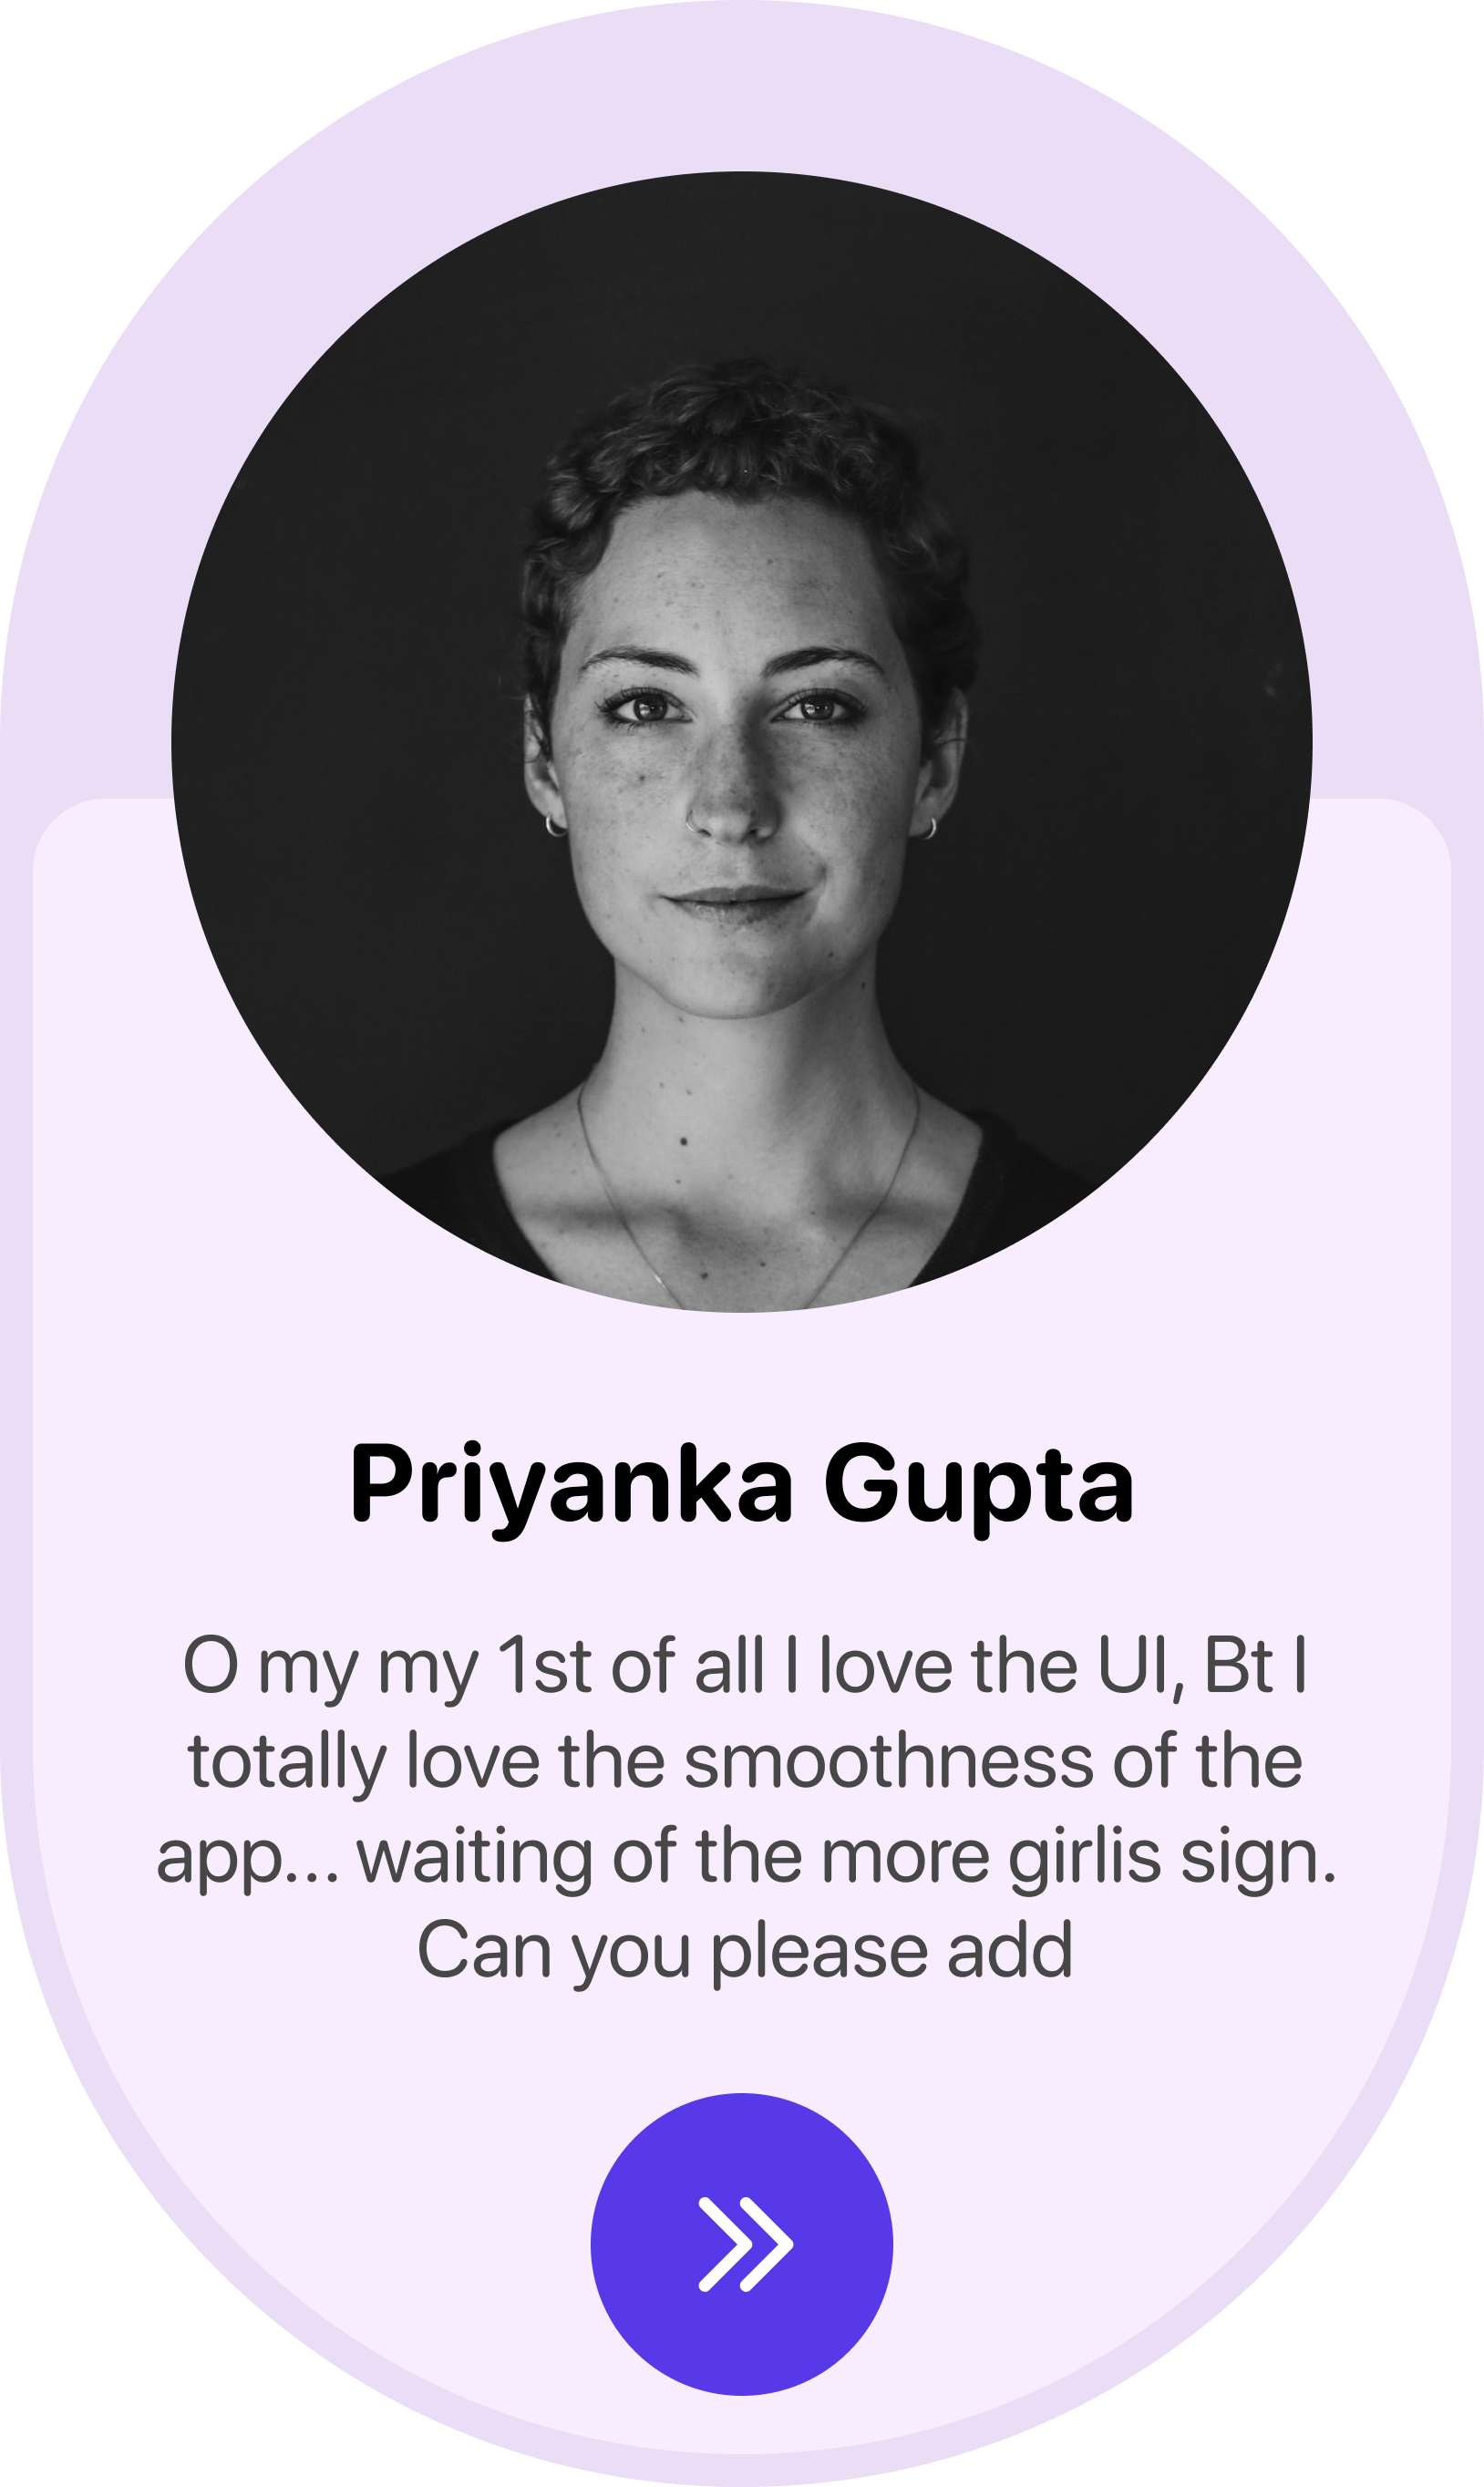 Priyanka Gupta
O my my 1st of all I love the UI, Bt I
totally love the smoothness of the
app... waiting of the more girlis sign.
Can you please add